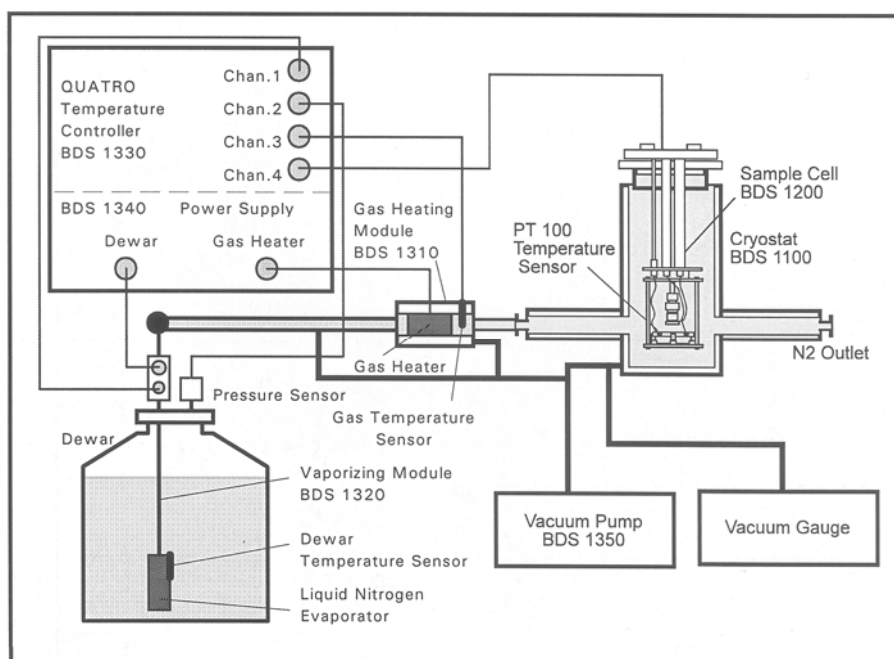 QUATRO
Temperature
Controller
BDS 1330
Chan.1
Chan.2
Chan.3
Chan.4
BDS 1340
Power Supply
Dewar
Gas Heater
Gas Heating
Module
BDS 1310
PT 100
Temperature
Sensor
Sample Cell
BDS 1200
Cryostat
BDS 1100
N2 Outlet
Gas Heater
Pressure Sensor
Gas Temperature
Sensor
Dewar
Vaporizing Module
BDS 1320
Dewar
Temperature Sensor
Liquid Nitrogen
Evaporator
Vacuum Pump
BDS 1350
Vacuum Gauge